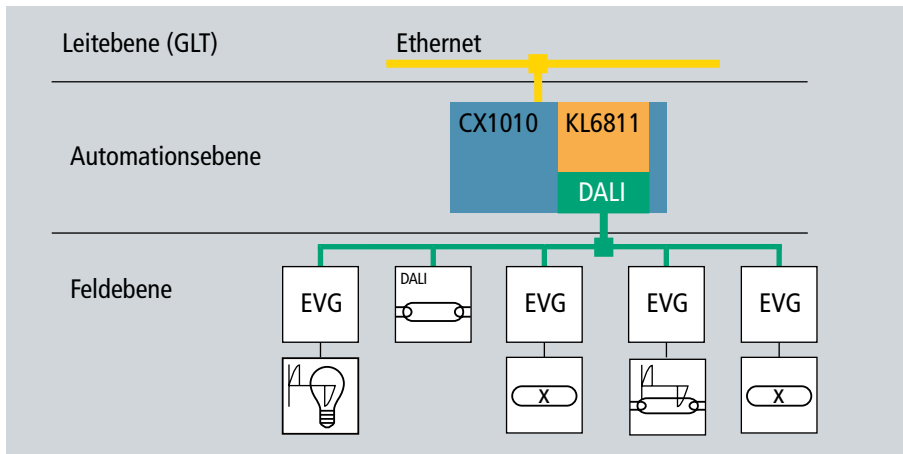 Leitebene (GLT)
Ethernet
CX1010
KL6811
Automationsebene
DALI
Feldebene
EVG
DALI
EVG
EVG
EVG
X
X